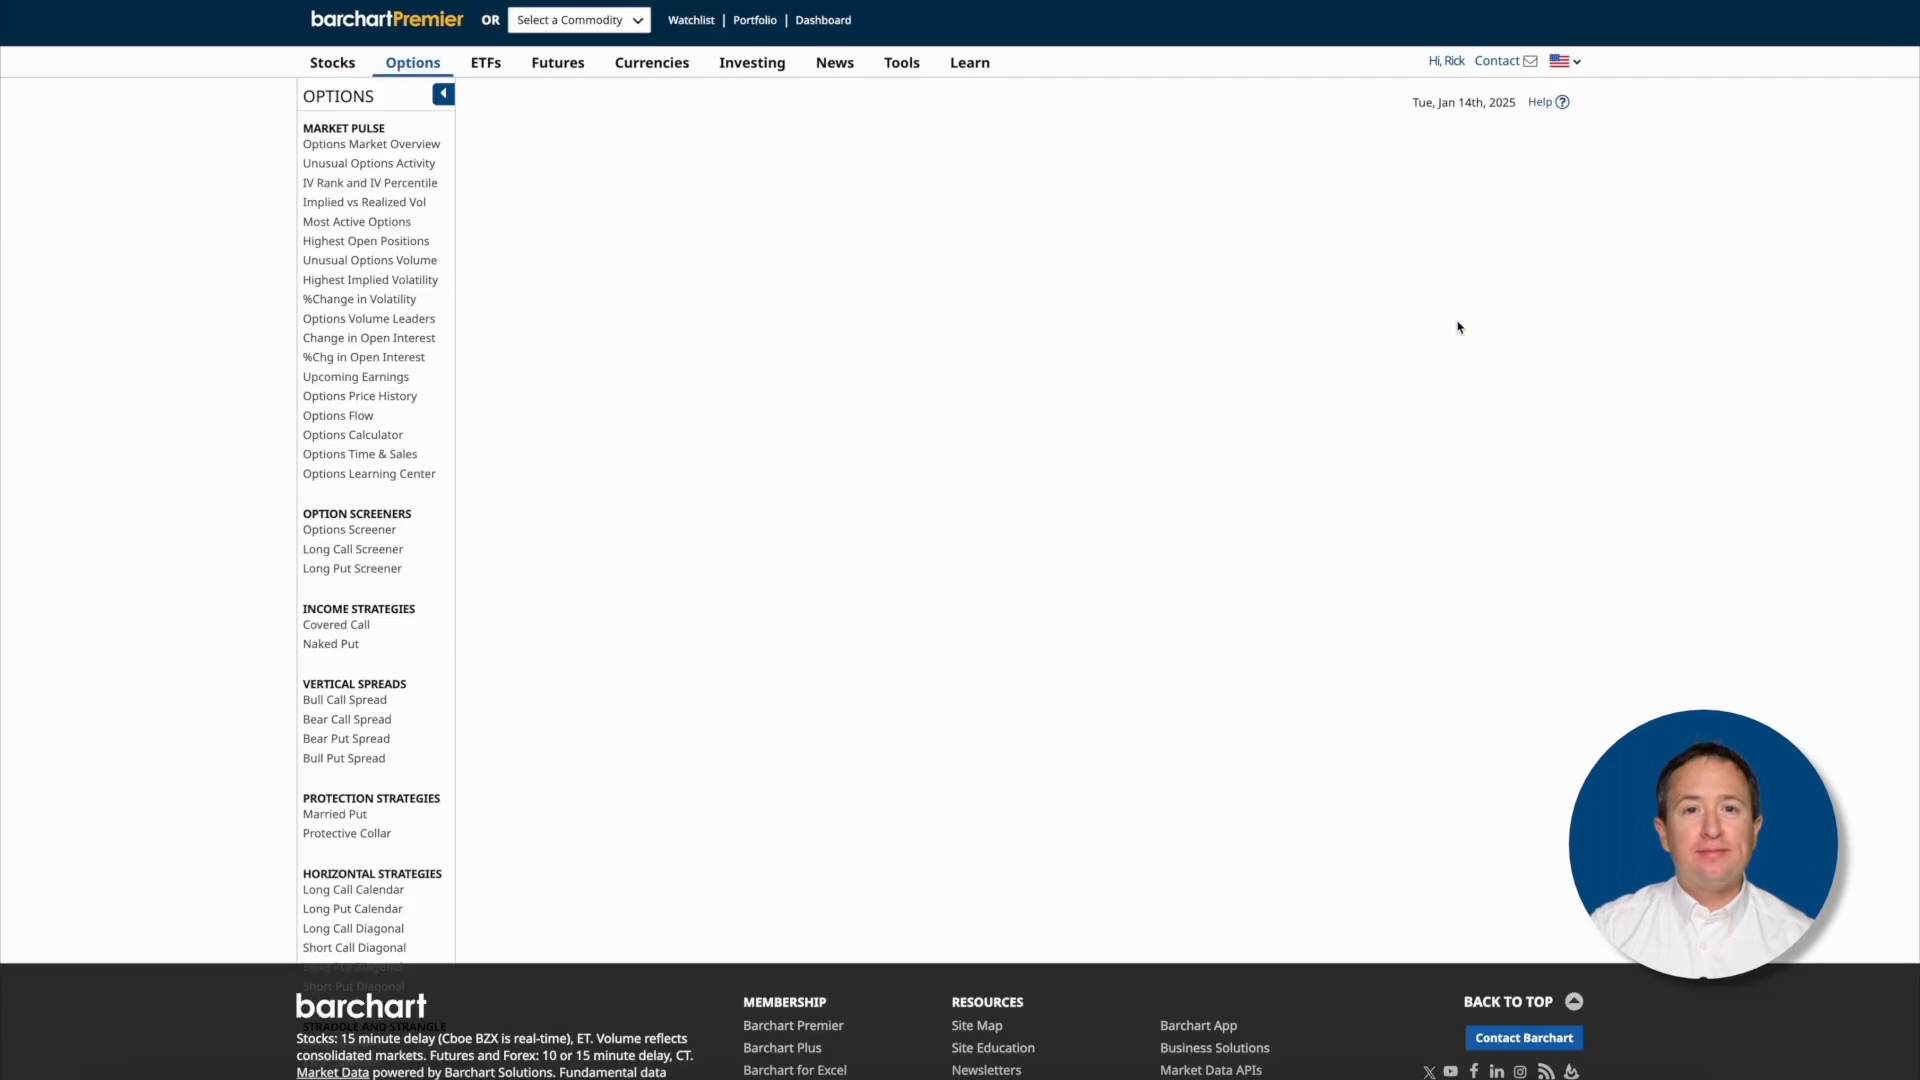 barchartPremier OR Select a Commodity Watchlist | Portfolio | Dashboard
Stocks Options ETFs Futures Currencies Investing News Tools Learn Hi, Rick Contact
OPTIONS
Tue, Jan 14th, 2025 Help ?
MARKET PULSE
Options Market Overview
Unusual Options Activity
IV Rank and IV Percentile
Implied vs Realized Vol
Most Active Options
Highest Open Positions
Unusual Options Volume
Highest Implied Volatility
%Change in Volatility
Options Volume Leaders
Change in Open Interest
%Chg in Open Interest
Upcoming Earnings
Options Price History
Options Flow
Options Calculator
Options Time & Sales
Options Learning Center
OPTION SCREENERS
Options Screener
Long Call Screener
Long Put Screener
INCOME STRATEGIES
Covered Call
Naked Put
VERTICAL SPREADS
Bull Call Spread
Bear Call Spread
Bear Put Spread
Bull Put Spread
PROTECTION STRATEGIES
Married Put
Protective Collar
HORIZONTAL STRATEGIES
Long Call Calendar
Long Put Calendar
Long Call Diagonal
Short Call Diagonal
Long Put Diagonal
Short Put Diagonal
barchart
STRADDLE AND STRANGLE
Stocks: 15 minute delay (Cboe BZX is real-time), ET. Volume reflects
consolidated markets. Futures and Forex: 10 or 15 minute delay, CT.
Market Data powered by Barchart Solutions. Fundamental data
MEMBERSHIP
Barchart Premier
Barchart Plus
Barchart for Excel
RESOURCES
Site Map
Site Education
Newsletters
Barchart App
Business Solutions
Market Data APIs
BACK TO TOP
Contact Barchart